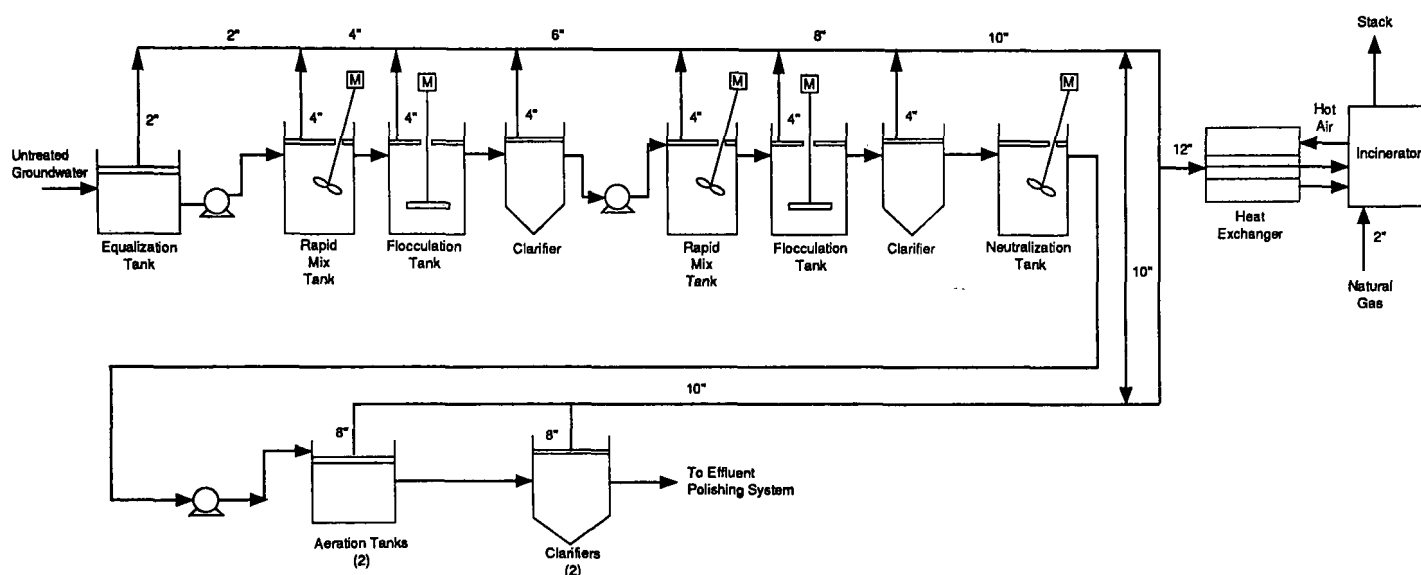 2"
4"
6"
8"
10"
Stack
M
M
M
M
M
2"
4"
4"
4"
4"
4"
4"
Hot
Air
Untreated
Groundwater
12"
Incinerator
Equalization
Tank
Rapid
Mix
Tank
Flocculation
Tank
Clarifier
Rapid
Mix
Tank
Flocculation
Tank
Clarifier
Neutralization
Tank
Heat
Exchanger
2"
10"
Natural
Gas
10"
8"
8"
To Effluent
Polishing System
Aeration Tanks
(2)
Clarifiers
(2)